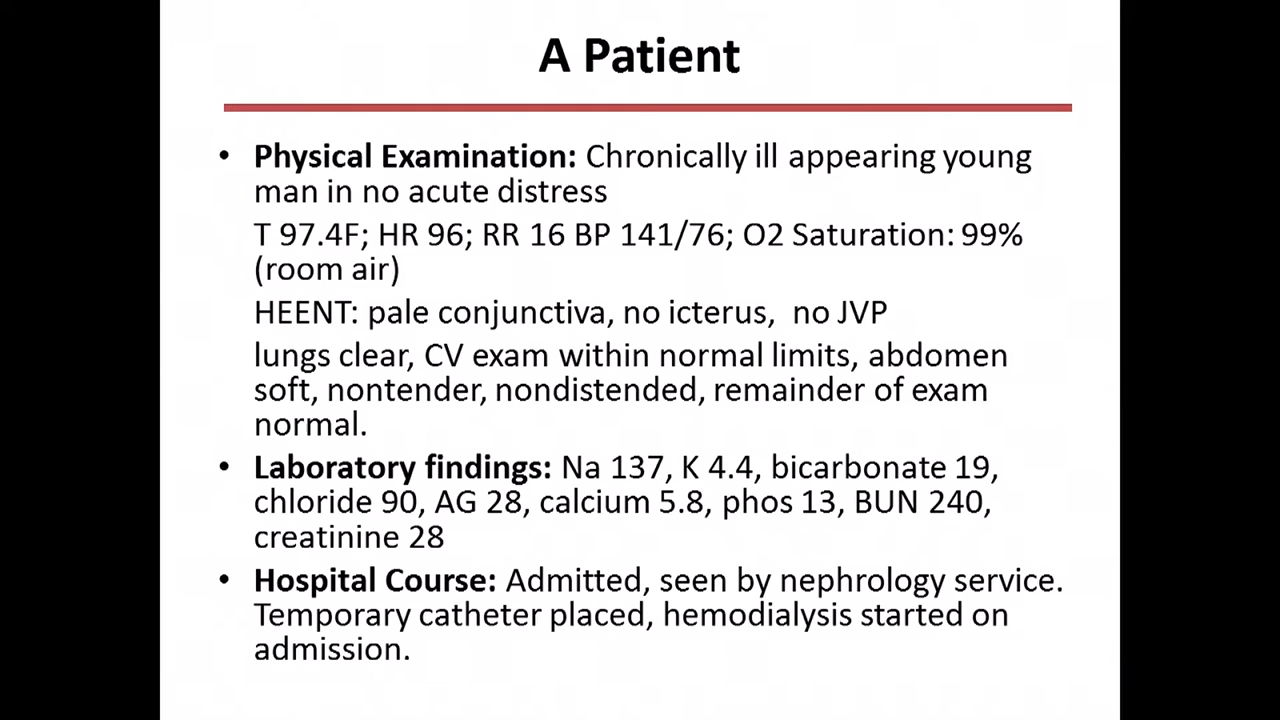 A Patient
• Physical Examination: Chronically ill appearing young
man in no acute distress
T 97.4F; HR 96; RR 16 BP 141/76; O2 Saturation: 99%
(room air)
HEENT: pale conjunctiva, no icterus,  no JVP
lungs clear, CV exam within normal limits, abdomen
soft, nontender, nondistended, remainder of exam
normal.
• Laboratory findings: Na 137, K 4.4, bicarbonate 19,
chloride 90, AG 28, calcium 5.8, phos 13, BUN 240,
creatinine 28
• Hospital Course: Admitted, seen by nephrology service.
Temporary catheter placed, hemodialysis started on
admission.